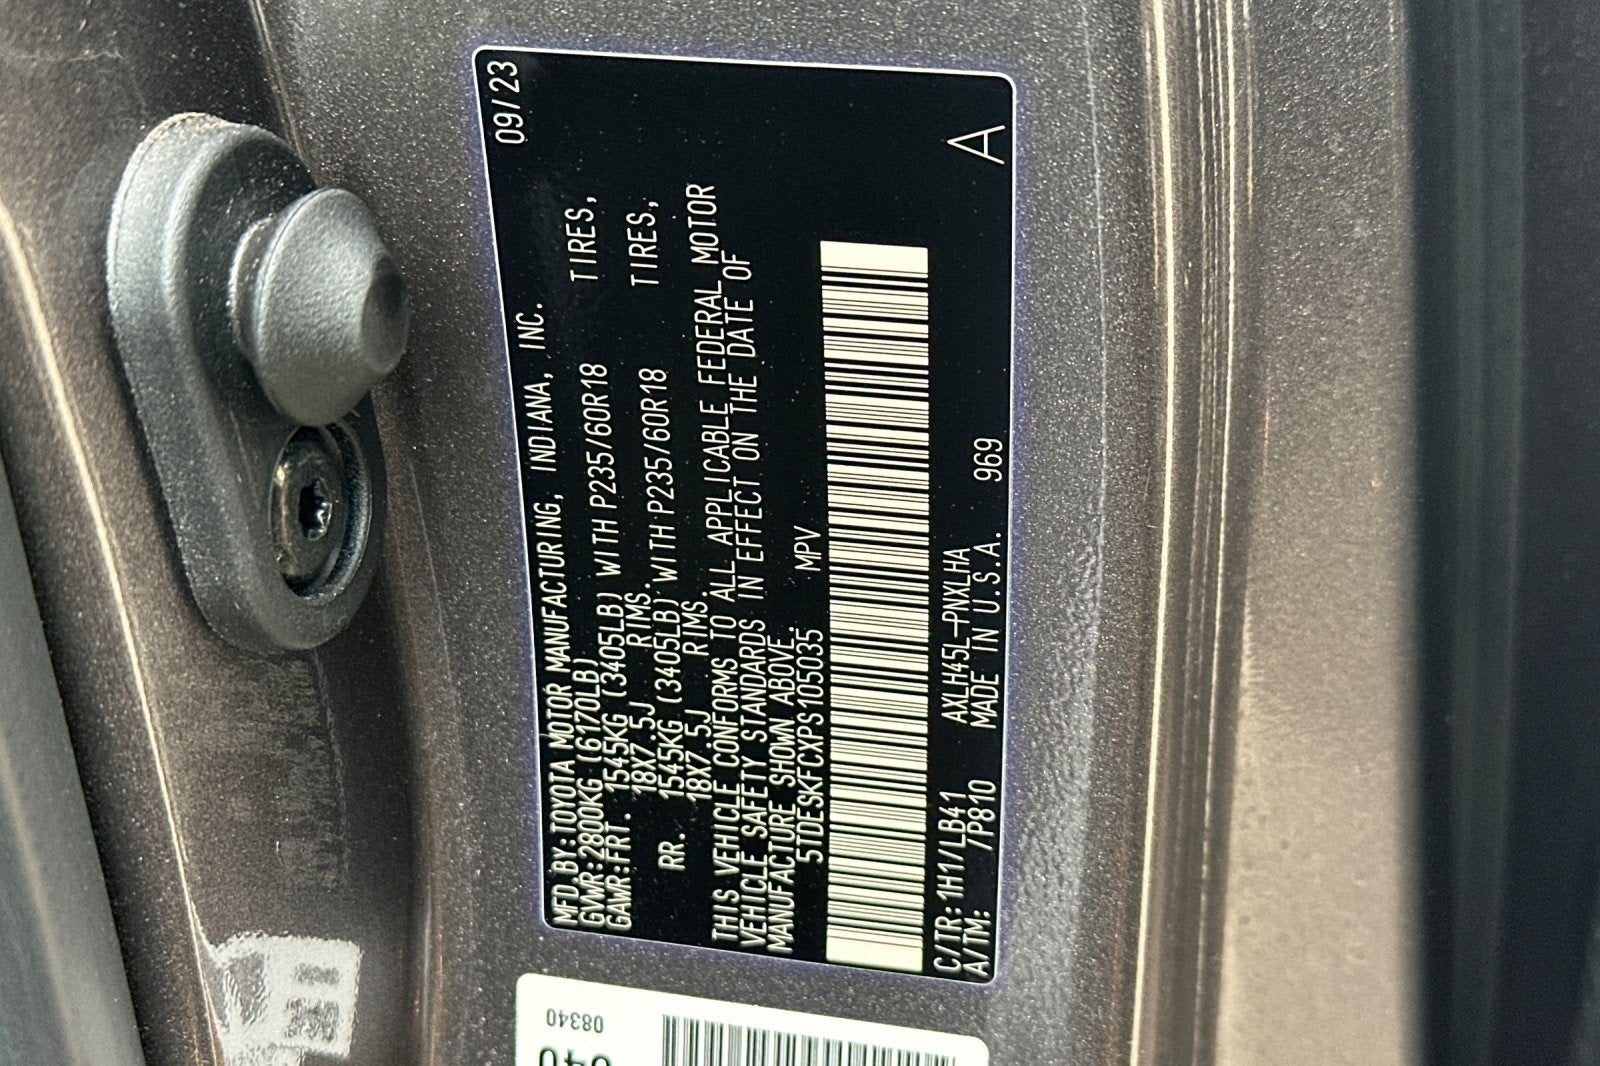 MFD BY:TOYOTA MOTOR MANUFACTURING, INDIANA, INC. 09/23
GVWR:2800KG (6170LB)
GAWR:FRT. 1545KG (3405LB) WITH P235/60R18 TIRES,
18X7.5J RIMS.
RR. 1545KG (3405LB) WITH P235/60R18 TIRES,
18X7.5J RIMS.
THIS VEHICLE CONFORMS TO ALL APPLICABLE FEDERAL MOTOR
VEHICLE SAFETY STANDARDS IN EFFECT ON THE DATE OF
MANUFACTURE SHOWN ABOVE.
5TDESKFCXPS105035 MPV
C/TR:1H1/LB41 AXLH45L-PNXLHA
A/TM: /P810 MADE IN U.S.A. 969 A
08340